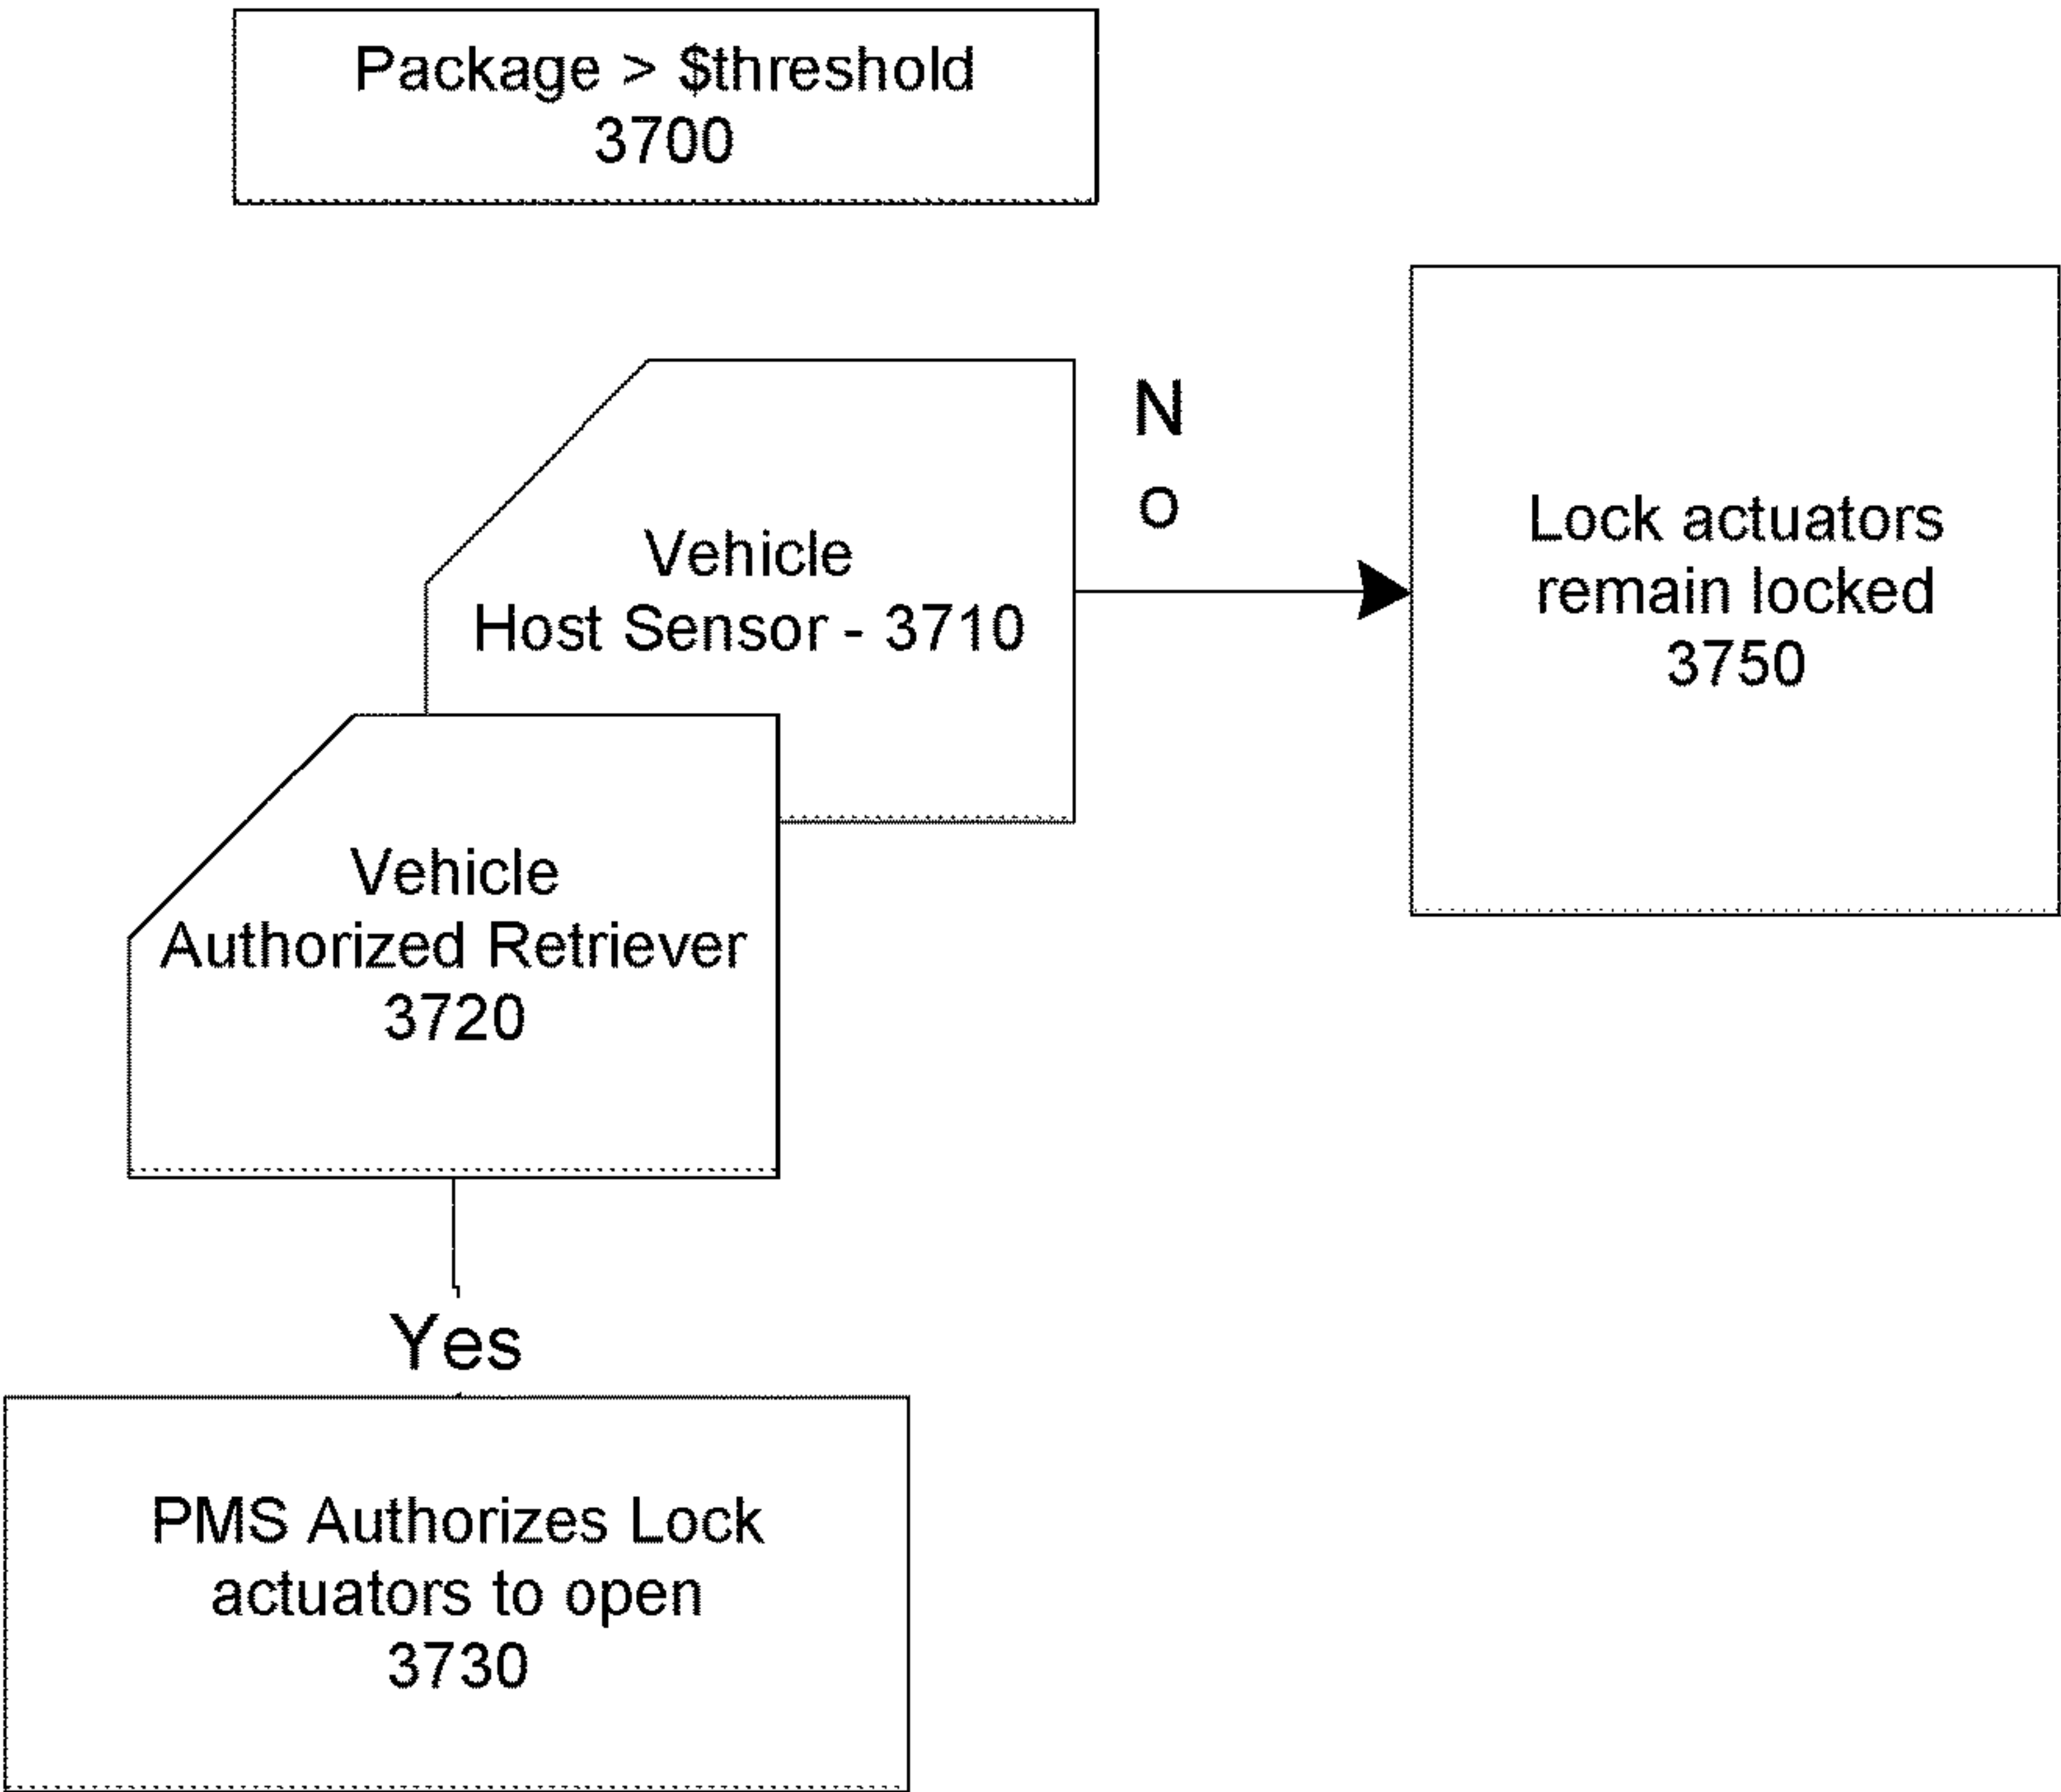 Package > $threshold
3700
N
o
Vehicle
Host Sensor - 3710
Lock actuators
remain locked
3750
Vehicle
Authorized Retriever
3720
Yes
PMS Authorizes Lock
actuators to open
3730